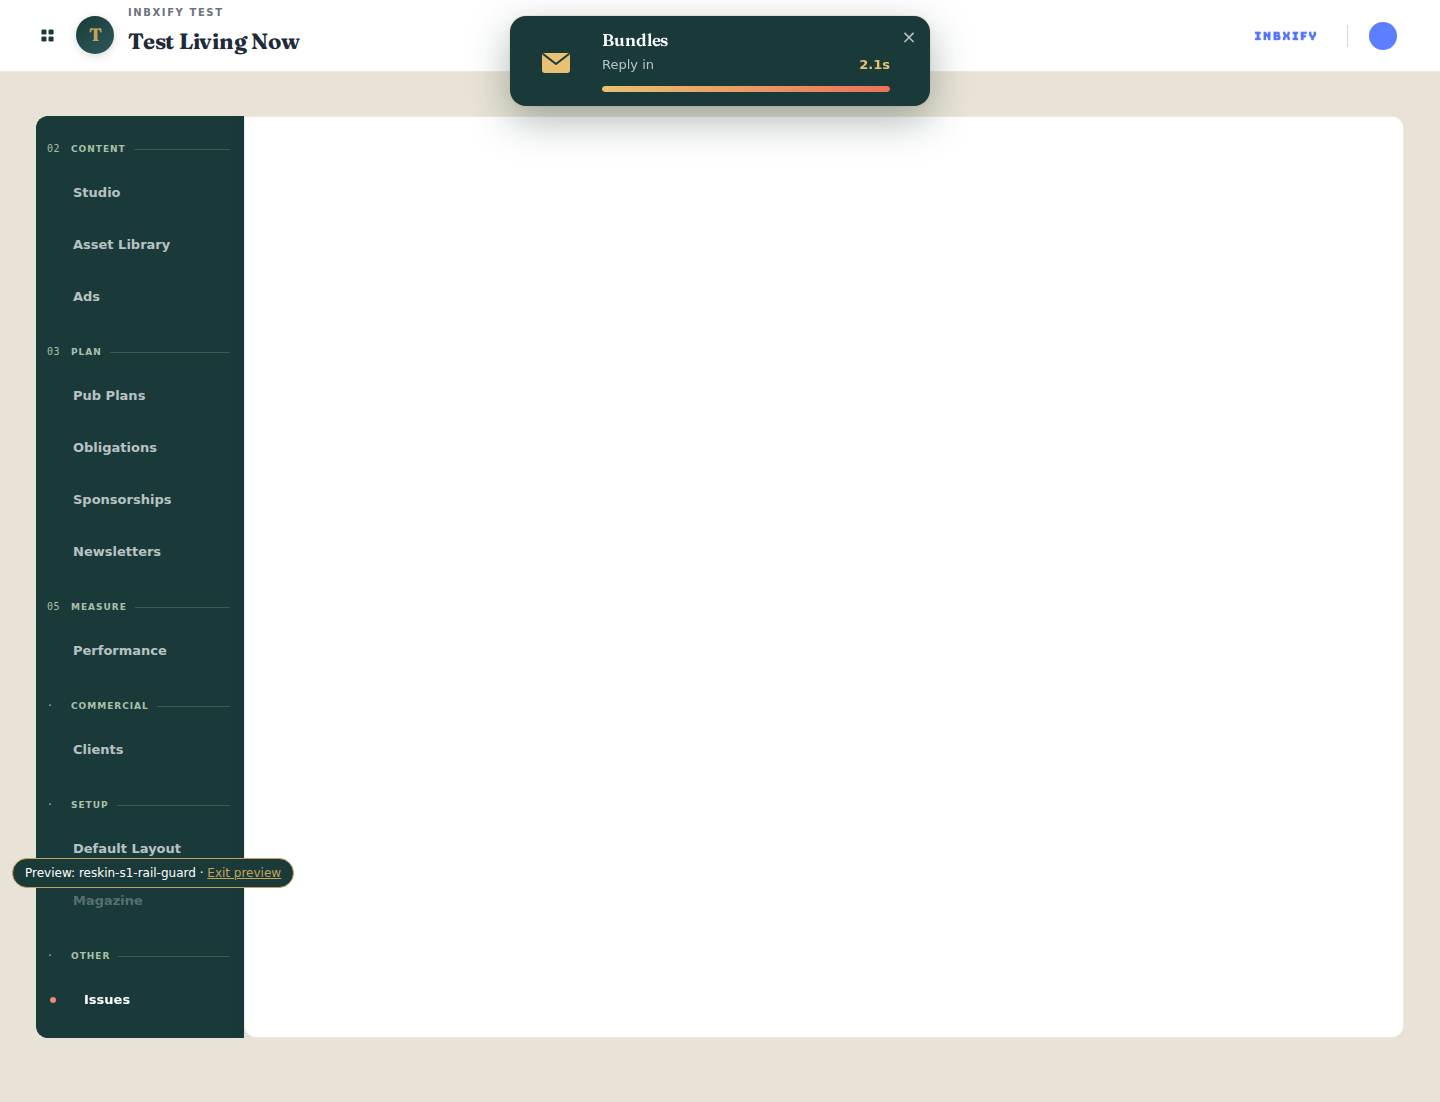 INBXIFY TEST
T
Test Living Now
Bundles
×
Reply in 2.1s
INBXIFY
02 CONTENT
Studio
Asset Library
Ads
03 PLAN
Pub Plans
Obligations
Sponsorships
Newsletters
05 MEASURE
Performance
· COMMERCIAL
Clients
· SETUP
Default Layout
Preview: reskin-s1-rail-guard · Exit preview
Magazine
· OTHER
Issues